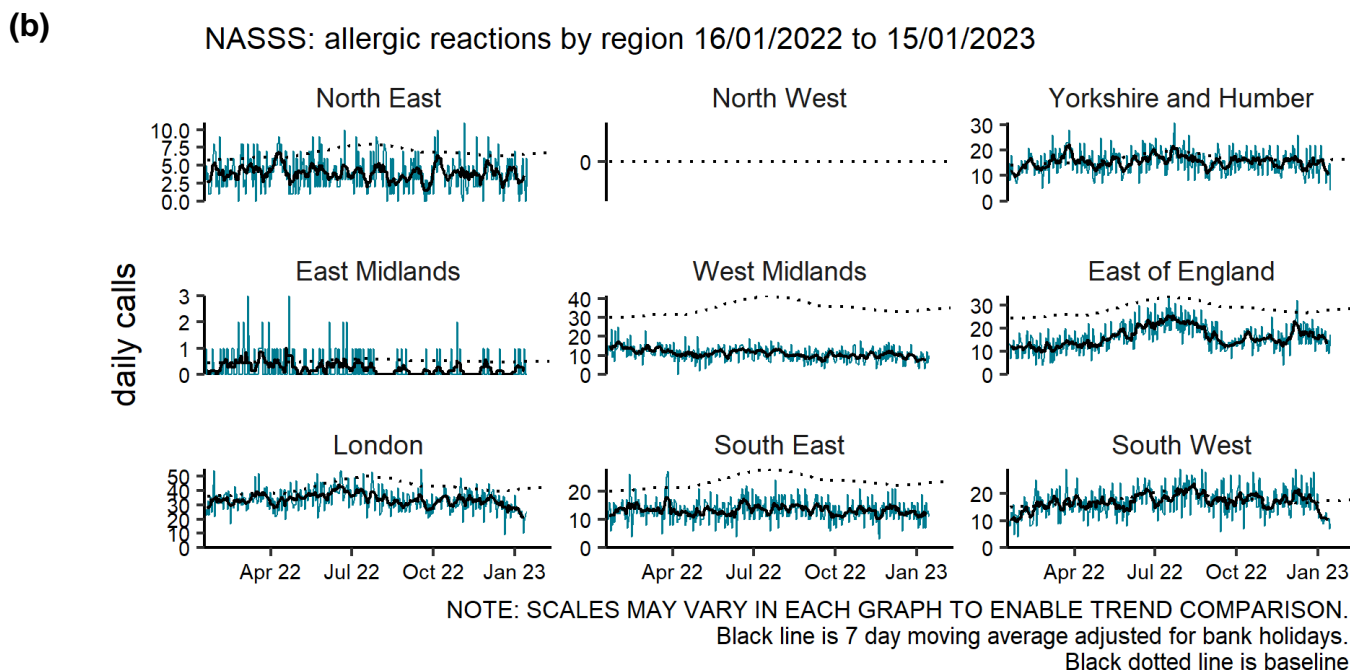 (b)
NASSS: allergic reactions by region 16/01/2022 to 15/01/2023
daily calls
North East
10.0
7.5
5.0
2.5
0.0
North West
0
Yorkshire and Humber
30
20
10
0
East Midlands
3
2
1
0
West Midlands
40
30
20
10
0
East of England
30
20
10
0
London
50
40
30
20
10
0
Apr 22 Jul 22 Oct 22 Jan 23
South East
20
10
0
Apr 22 Jul 22 Oct 22 Jan 23
South West
20
10
0
Apr 22 Jul 22 Oct 22 Jan 23
NOTE: SCALES MAY VARY IN EACH GRAPH TO ENABLE TREND COMPARISON.
Black line is 7 day moving average adjusted for bank holidays.
Black dotted line is baseline